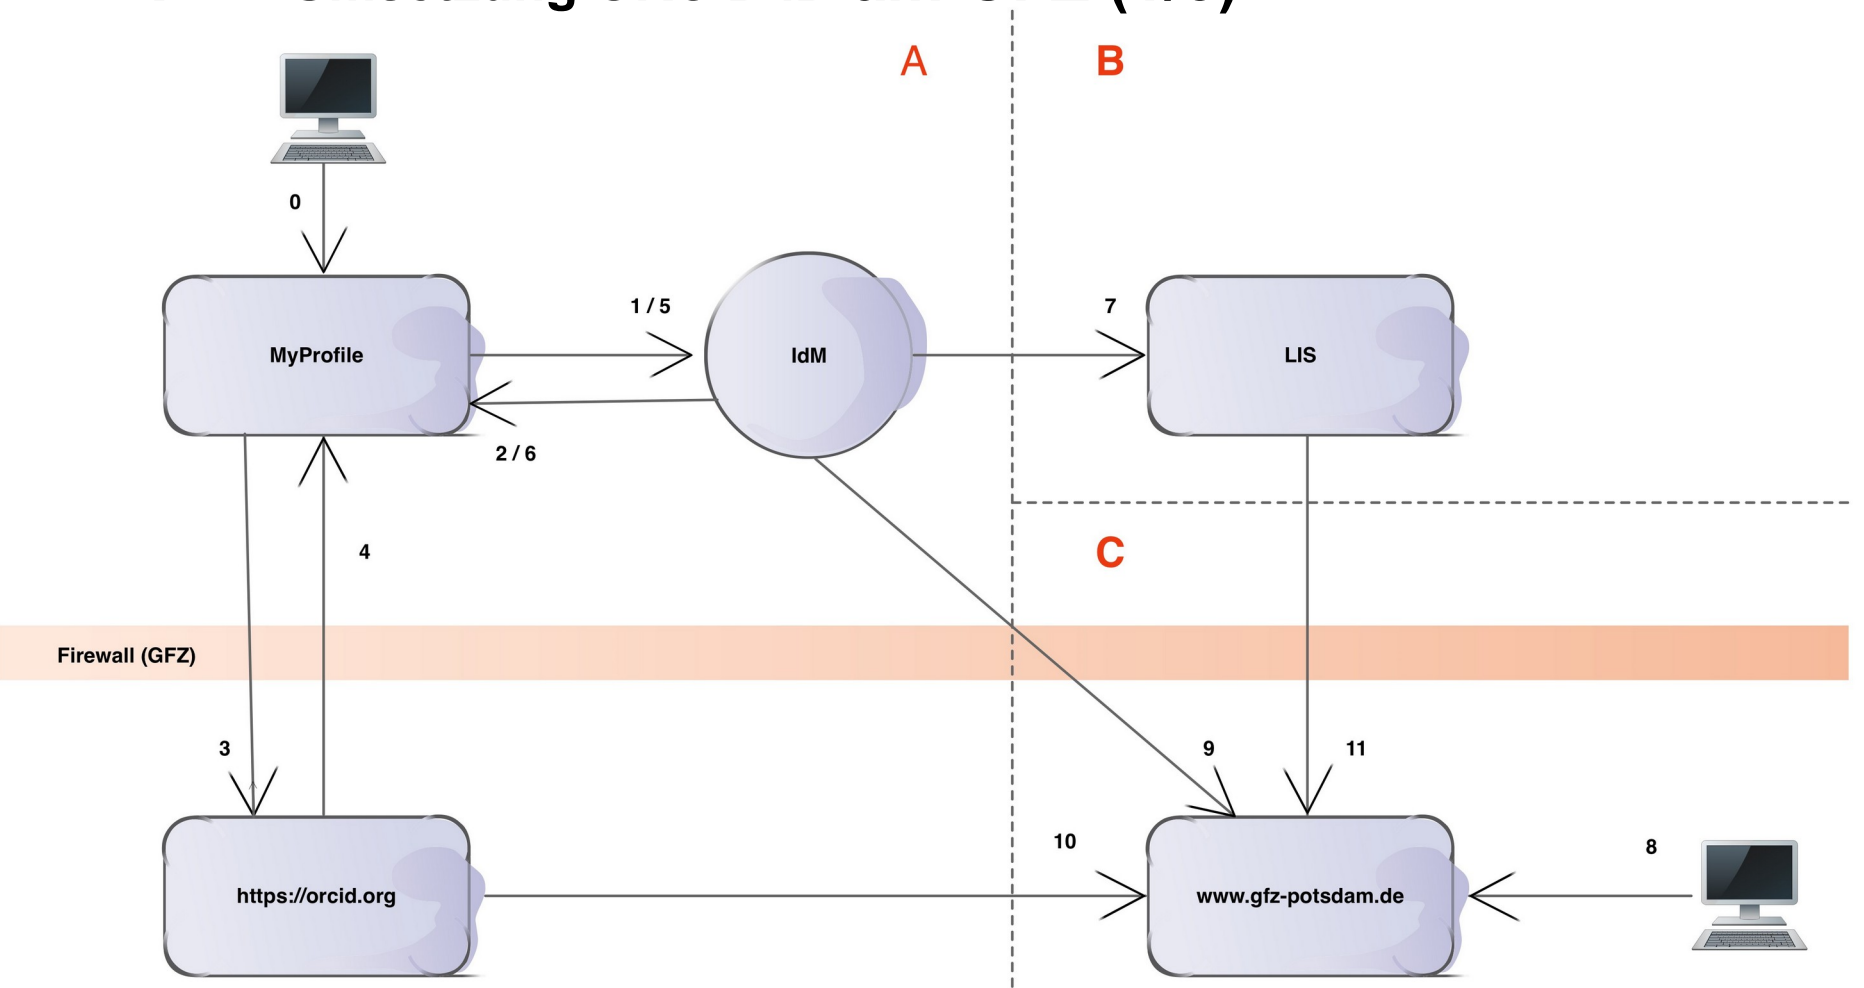 A
B
0
1 / 5
7
MyProfile
IdM
LIS
2 / 6
4
C
Firewall (GFZ)
3
9
11
10
8
https://orcid.org
www.gfz-potsdam.de